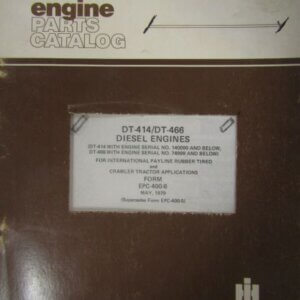 engine
PARTS
CATALOG
DT-414/DT-466
DIESEL ENGINES
(DT-414 WITH ENGINE SERIAL NO. 140000 AND BELOW,
DT-466 WITH ENGINE SERIAL NO. 74999 AND BELOW)
FOR INTERNATIONAL PAYLINE RUBBER TIRED
and
CRAWLER TRACTOR APPLICATIONS
FORM
EPC-400-6
MAY, 1979
(Supersedes Form EPC-400-5)